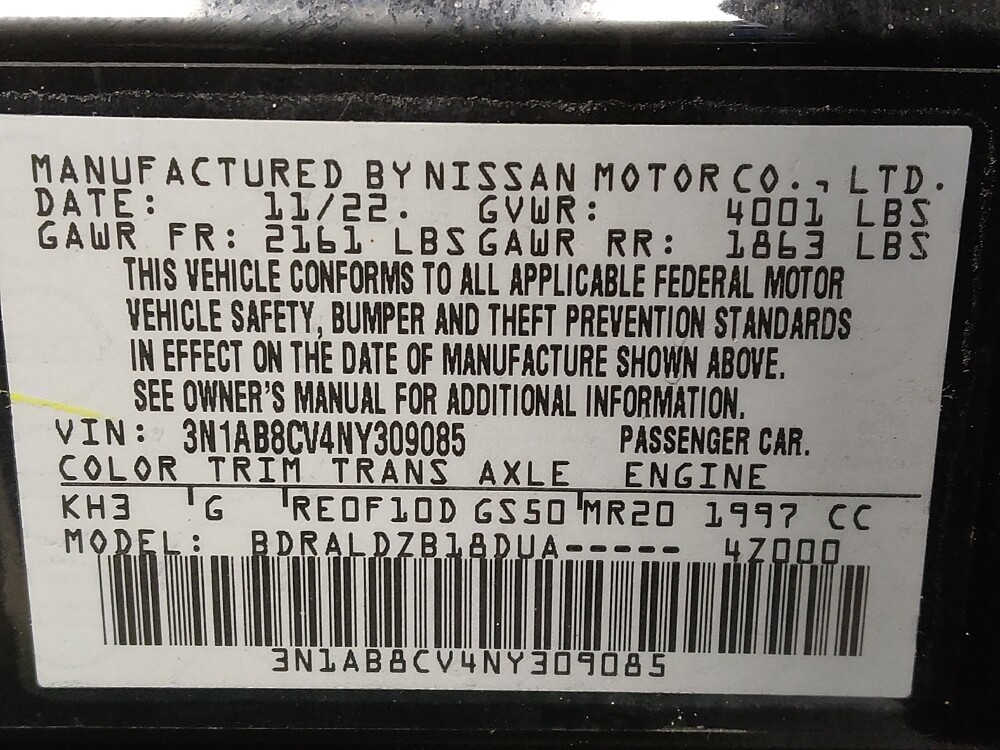 MANUFACTURED BY NISSAN MOTOR CO., LTD.
DATE: 11/22. GVWR: 4001 LBS
GAWR FR: 2161 LBS GAWR RR: 1863 LBS
THIS VEHICLE CONFORMS TO ALL APPLICABLE FEDERAL MOTOR
VEHICLE SAFETY, BUMPER AND THEFT PREVENTION STANDARDS
IN EFFECT ON THE DATE OF MANUFACTURE SHOWN ABOVE.
SEE OWNER'S MANUAL FOR ADDITIONAL INFORMATION.
VIN: 3N1AB8CV4NY309085 PASSENGER CAR.
COLOR TRIM TRANS AXLE ENGINE
KH3 G RE0F10D GS50 MR20 1997 CC
MODEL: BDRALDZB18DUA----- 4Z000
3N1AB8CV4NY309085